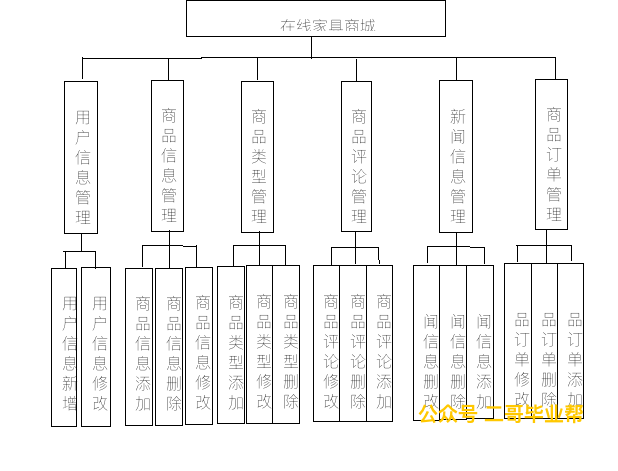 在线家具商城
用户信息管理
商品信息管理
商品类型管理
商品评论管理
新闻信息管理
商品订单管理
用户信息新增
用户信息修改
商品信息添加
商品信息删除
商品信息修改
商品类型添加
商品类型修改
商品类型删除
商品评论修改
商品评论删除
商品评论添加
闻信息删改
闻信息删除
闻信息添加
品订单修改
品订单删除
品订单添加
公众号 二哥毕业帮